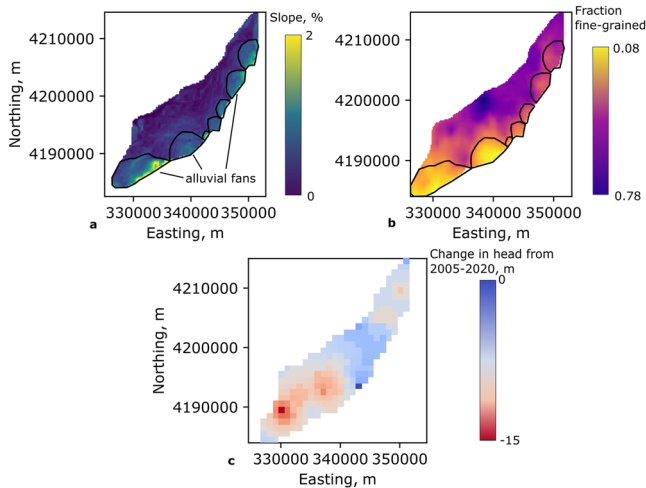 Slope, %
2
0
4210000
4200000
4190000
Northing, m
330000 340000 350000
Easting, m
alluvial fans
a
Fraction
fine-grained
0.08
0.78
4210000
4200000
4190000
330000 340000 350000
Easting, m
b
Change in head from
2005-2020, m
0
-15
4210000
4200000
4190000
Northing, m
330000 340000 350000
Easting, m
c